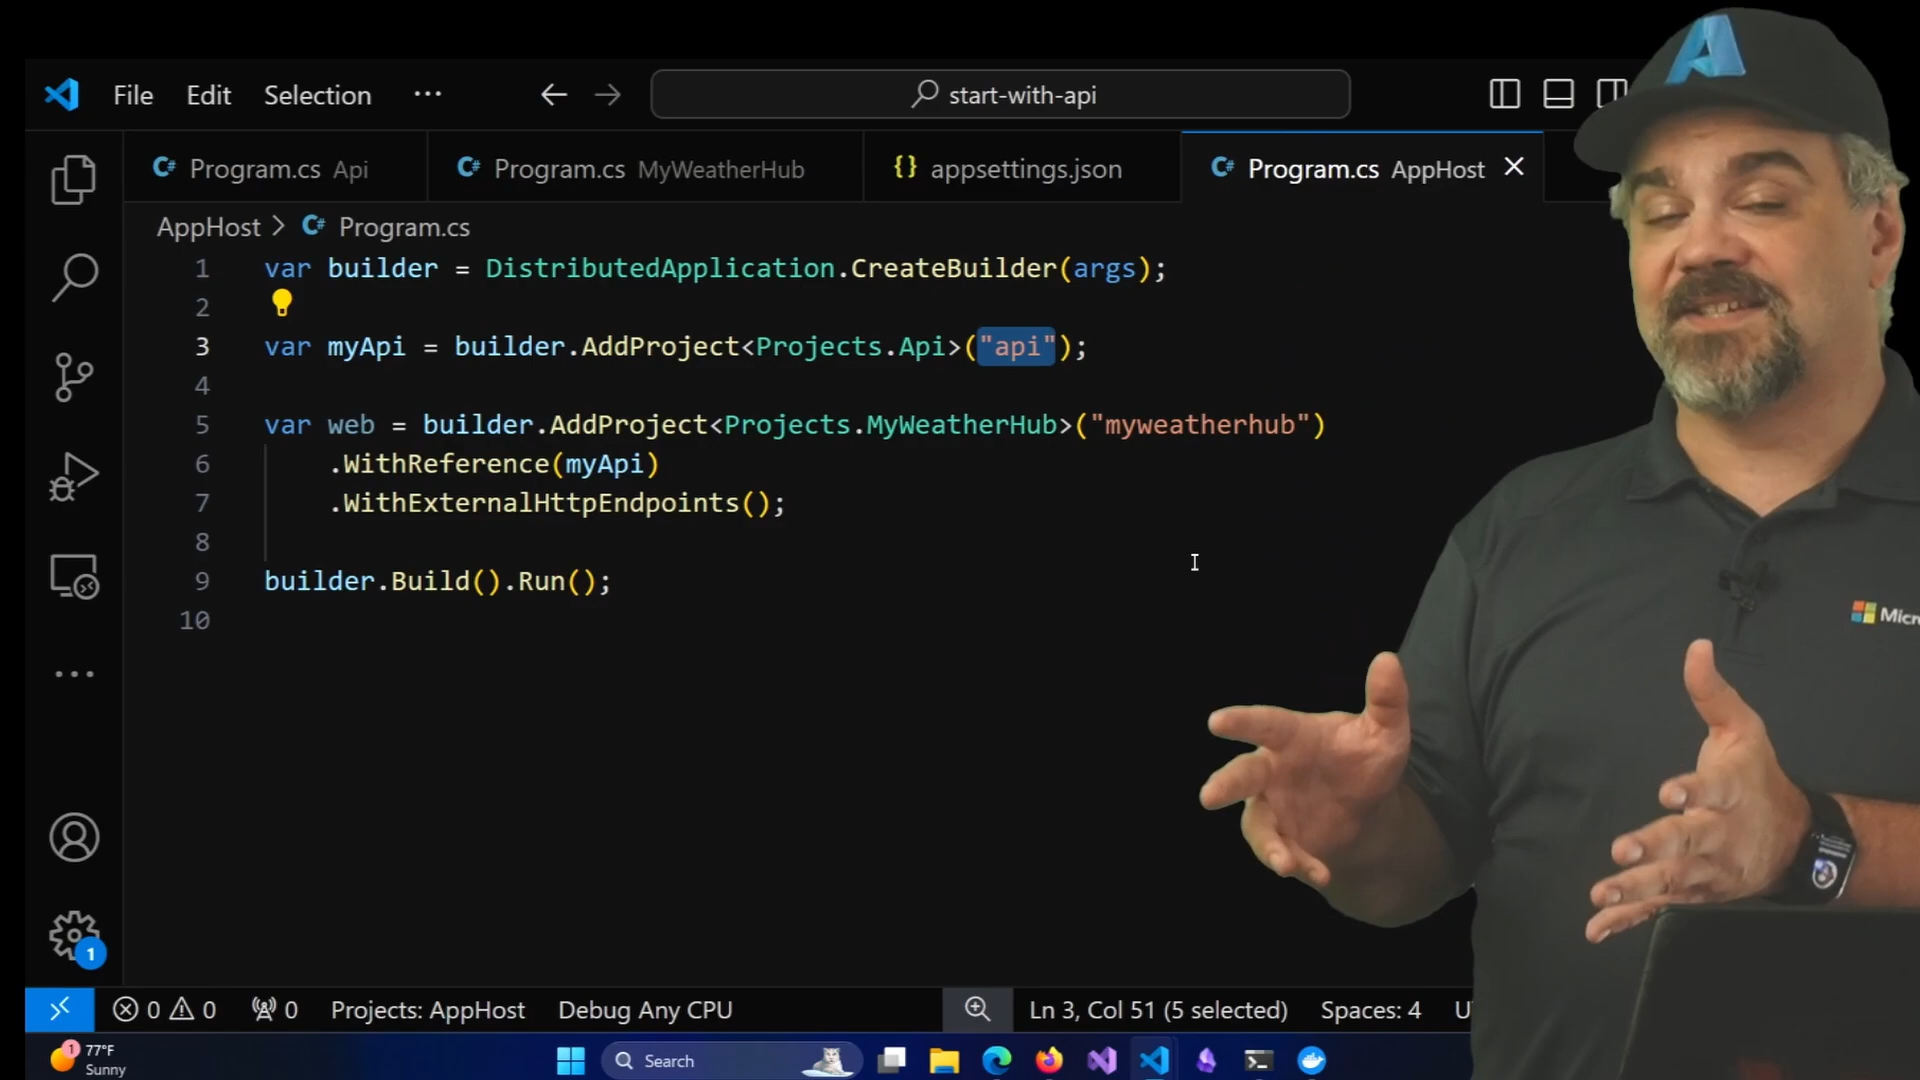 File Edit Selection ··· start-with-api
Program.cs Api Program.cs MyWeatherHub {} appsettings.json Program.cs AppHost
AppHost > Program.cs
1 var builder = DistributedApplication.CreateBuilder(args);
2
3 var myApi = builder.AddProject<Projects.Api>("api");
4
5 var web = builder.AddProject<Projects.MyWeatherHub>("myweatherhub")
6 .WithReference(myApi)
7 .WithExternalHttpEndpoints();
8
9 builder.Build().Run();
10
1
0 0 0 Projects: AppHost Debug Any CPU Ln 3, Col 51 (5 selected) Spaces: 4
1 77°F
Sunny
Search